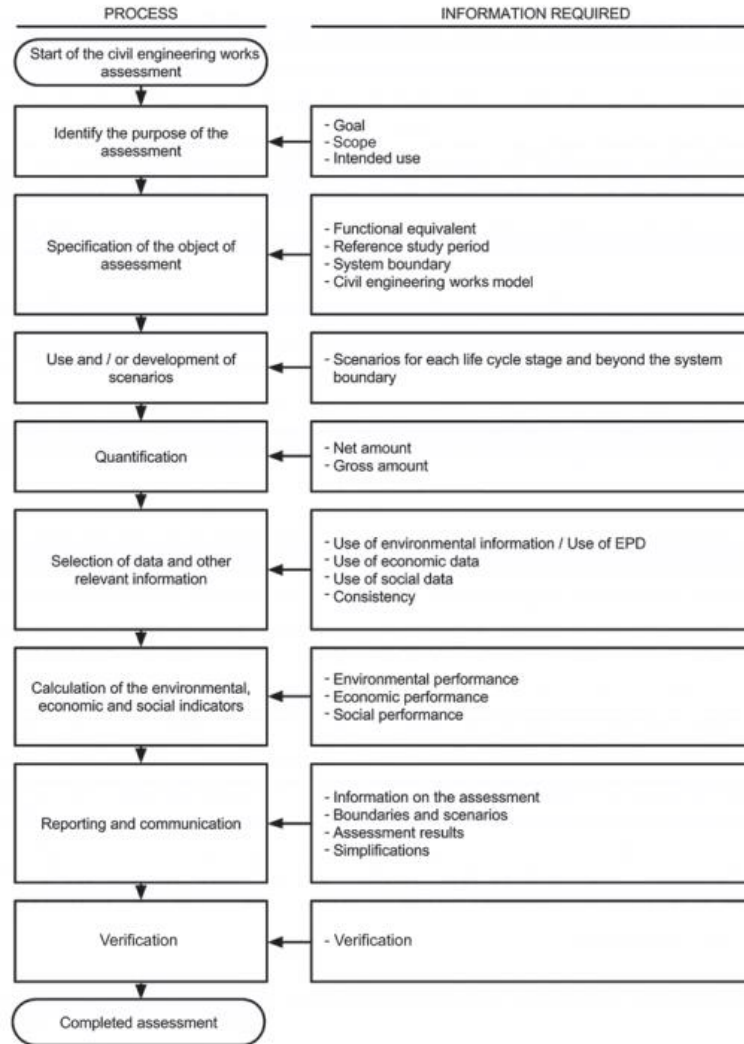 PROCESS
INFORMATION REQUIRED
Start of the civil engineering works
assessment
Identify the purpose of the
assessment
- Goal
- Scope
- Intended use
Specification of the object of
assessment
- Functional equivalent
- Reference study period
- System boundary
- Civil engineering works model
Use and / or development of
scenarios
- Scenarios for each life cycle stage and beyond the system
boundary
Quantification
- Net amount
- Gross amount
Selection of data and other
relevant information
- Use of environmental information / Use of EPD
- Use of economic data
- Use of social data
- Consistency
Calculation of the environmental,
economic and social indicators
- Environmental performance
- Economic performance
- Social performance
Reporting and communication
- Information on the assessment
- Boundaries and scenarios
- Assessment results
- Simplifications
Verification
- Verification
Completed assessment